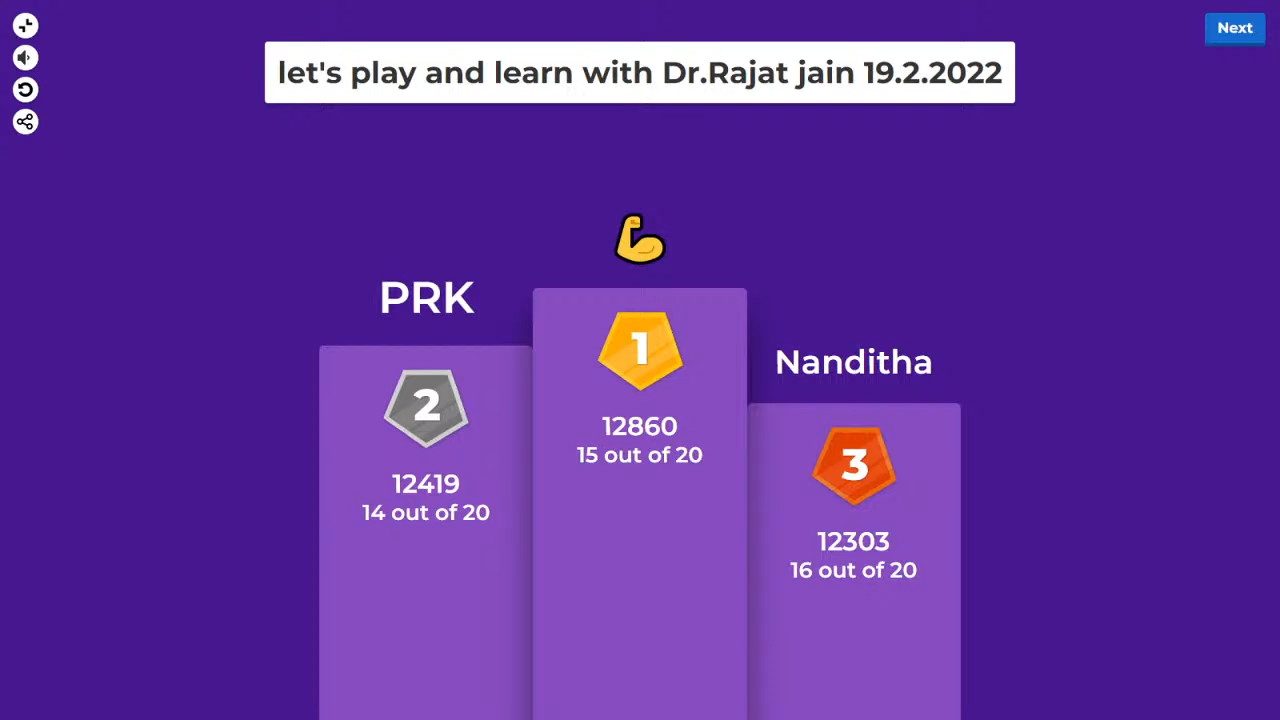 Next
let's play and learn with Dr.Rajat jain 19.2.2022
💪
PRK
1
Nanditha
2
12860
15 out of 20
3
12419
14 out of 20
12303
16 out of 20